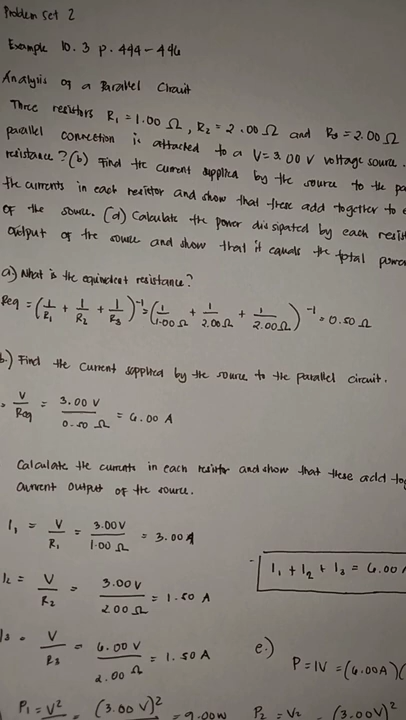 Problem Set 2
Example 10.3 p. 444-446
Analysis of a Parallel Circuit
Three resistors R₁ = 1.00 Ω, R₂ = 2.00 Ω and R₃ = 2.00 Ω
parallel connection is attached to a V = 3.00 V voltage source.
resistance? (b) Find the current supplied by the source to the pa
the currents in each resistor and show that these add together to e
of the source. (d) Calculate the power dissipated by each resist
output of the source and show that it equals the total power
a.) What is the equivalent resistance?
Req = (1/R₁ + 1/R₂ + 1/R₃)⁻¹ = (1/1.00 Ω + 1/2.00 Ω + 1/2.00 Ω)⁻¹ = 0.50 Ω
b.) Find the current supplied by the source to the parallel circuit.
= V/Req = 3.00 V/0.50 Ω = 6.00 A
Calculate the currents in each resistor and show that these add tog
current output of the source.
I₁ = V/R₁ = 3.00V/1.00 Ω = 3.00 A
I₁ + I₂ + I₃ = 6.00 A
I₂ = V/R₂ = 3.00V/2.00 Ω = 1.50 A
I₃ = V/R₃ = 6.00 V/2.00 Ω = 1.50 A
e.)
P = IV = (6.00A)(
P₁ = V² (3.00 V)² = 9.00W P₂ = V² (3.00V)²